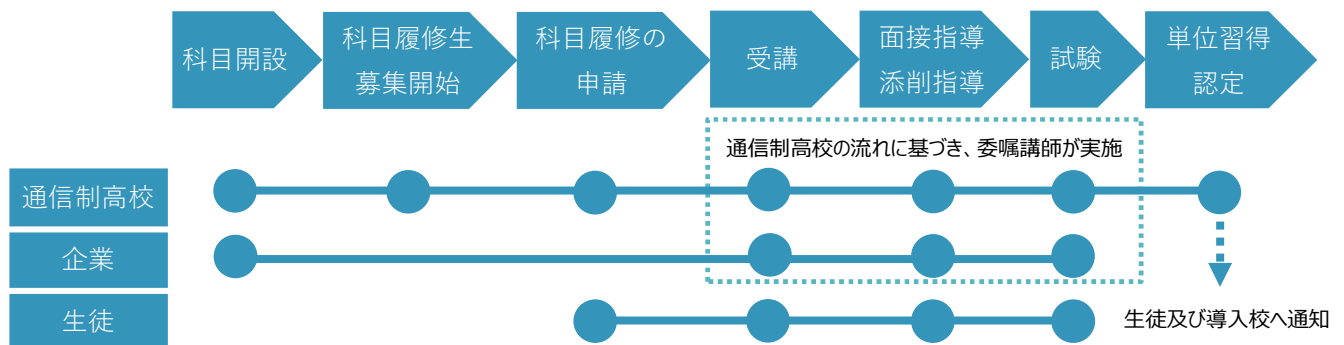 科目開設
科目履修生
募集開始
科目履修の
申請
受講
面接指導
添削指導
試験
単位習得
認定
通信制高校の流れに基づき、委嘱講師が実施
通信制高校
企業
生徒
生徒及び導入校へ通知